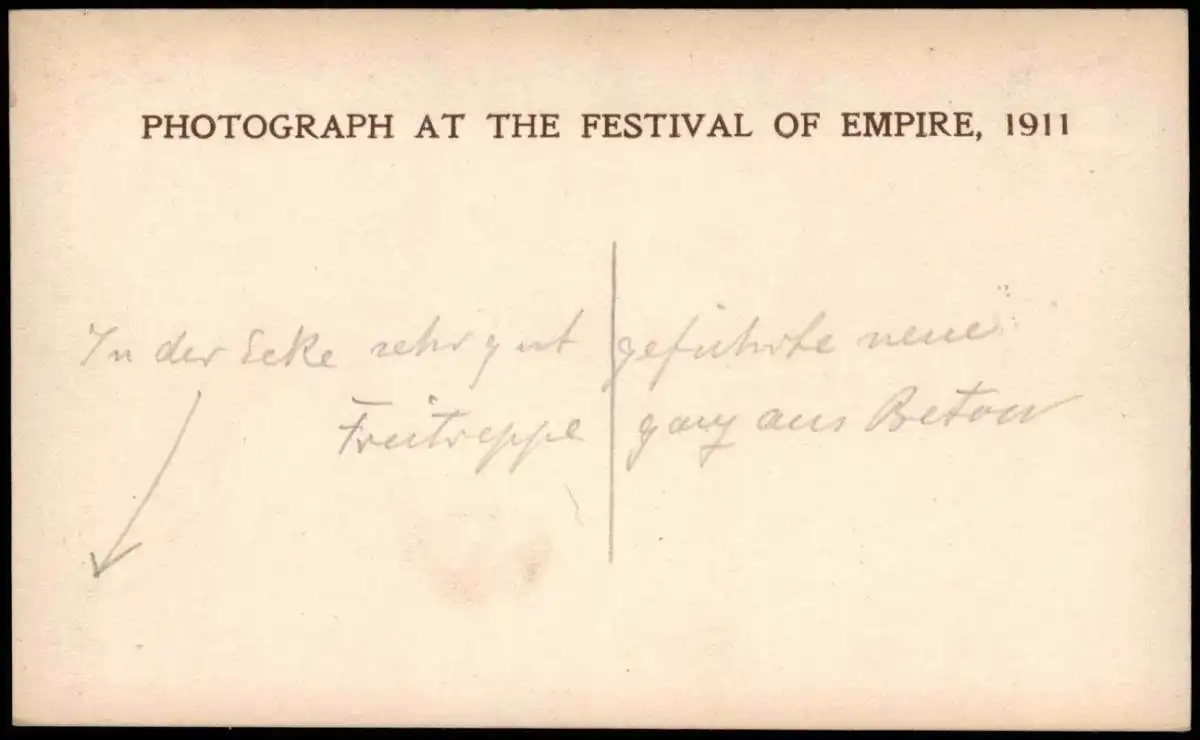 PHOTOGRAPH AT THE FESTIVAL OF EMPIRE, 1911
In der Ecke sehr gut geführte neue
Freitreppe ganz aus Beton